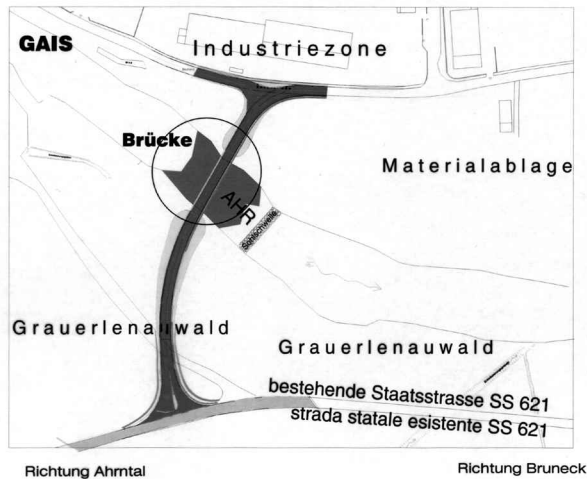 GAIS
Industriezone
Brücke
Materialablage
AHR
Sohlschwelle
Grauerlenauwald
Grauerlenauwald
bestehende Staatsstrasse SS 621
strada statale esistente SS 621
Richtung Ahrntal
Richtung Bruneck